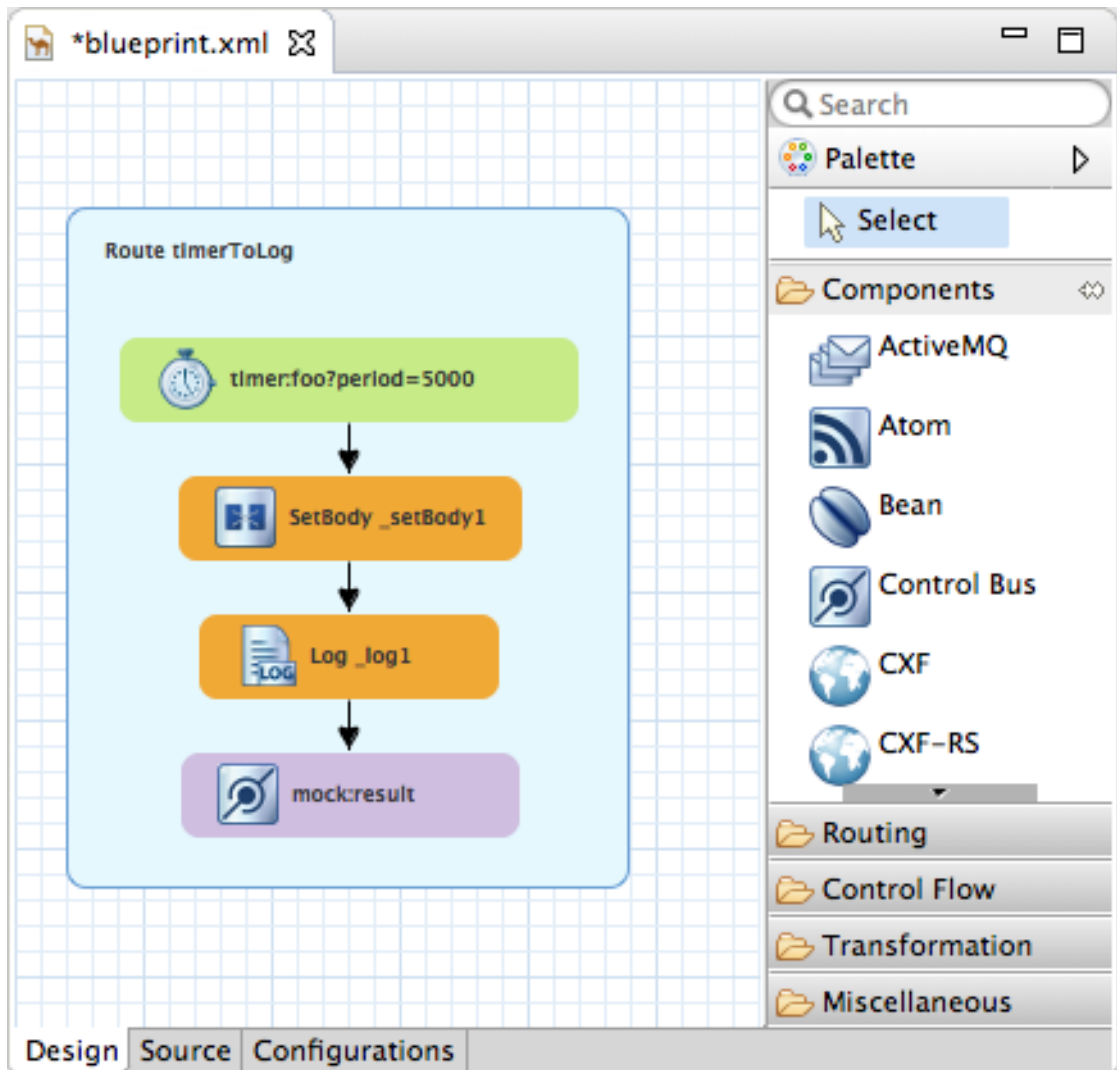 *blueprint.xml
Route timerToLog
timer:foo?period=5000
SetBody _setBody1
Log _log1
LOG
mock:result
Search
Palette
Select
Components
ActiveMQ
Atom
Bean
Control Bus
CXF
CXF-RS
Routing
Control Flow
Transformation
Miscellaneous
Design Source Configurations